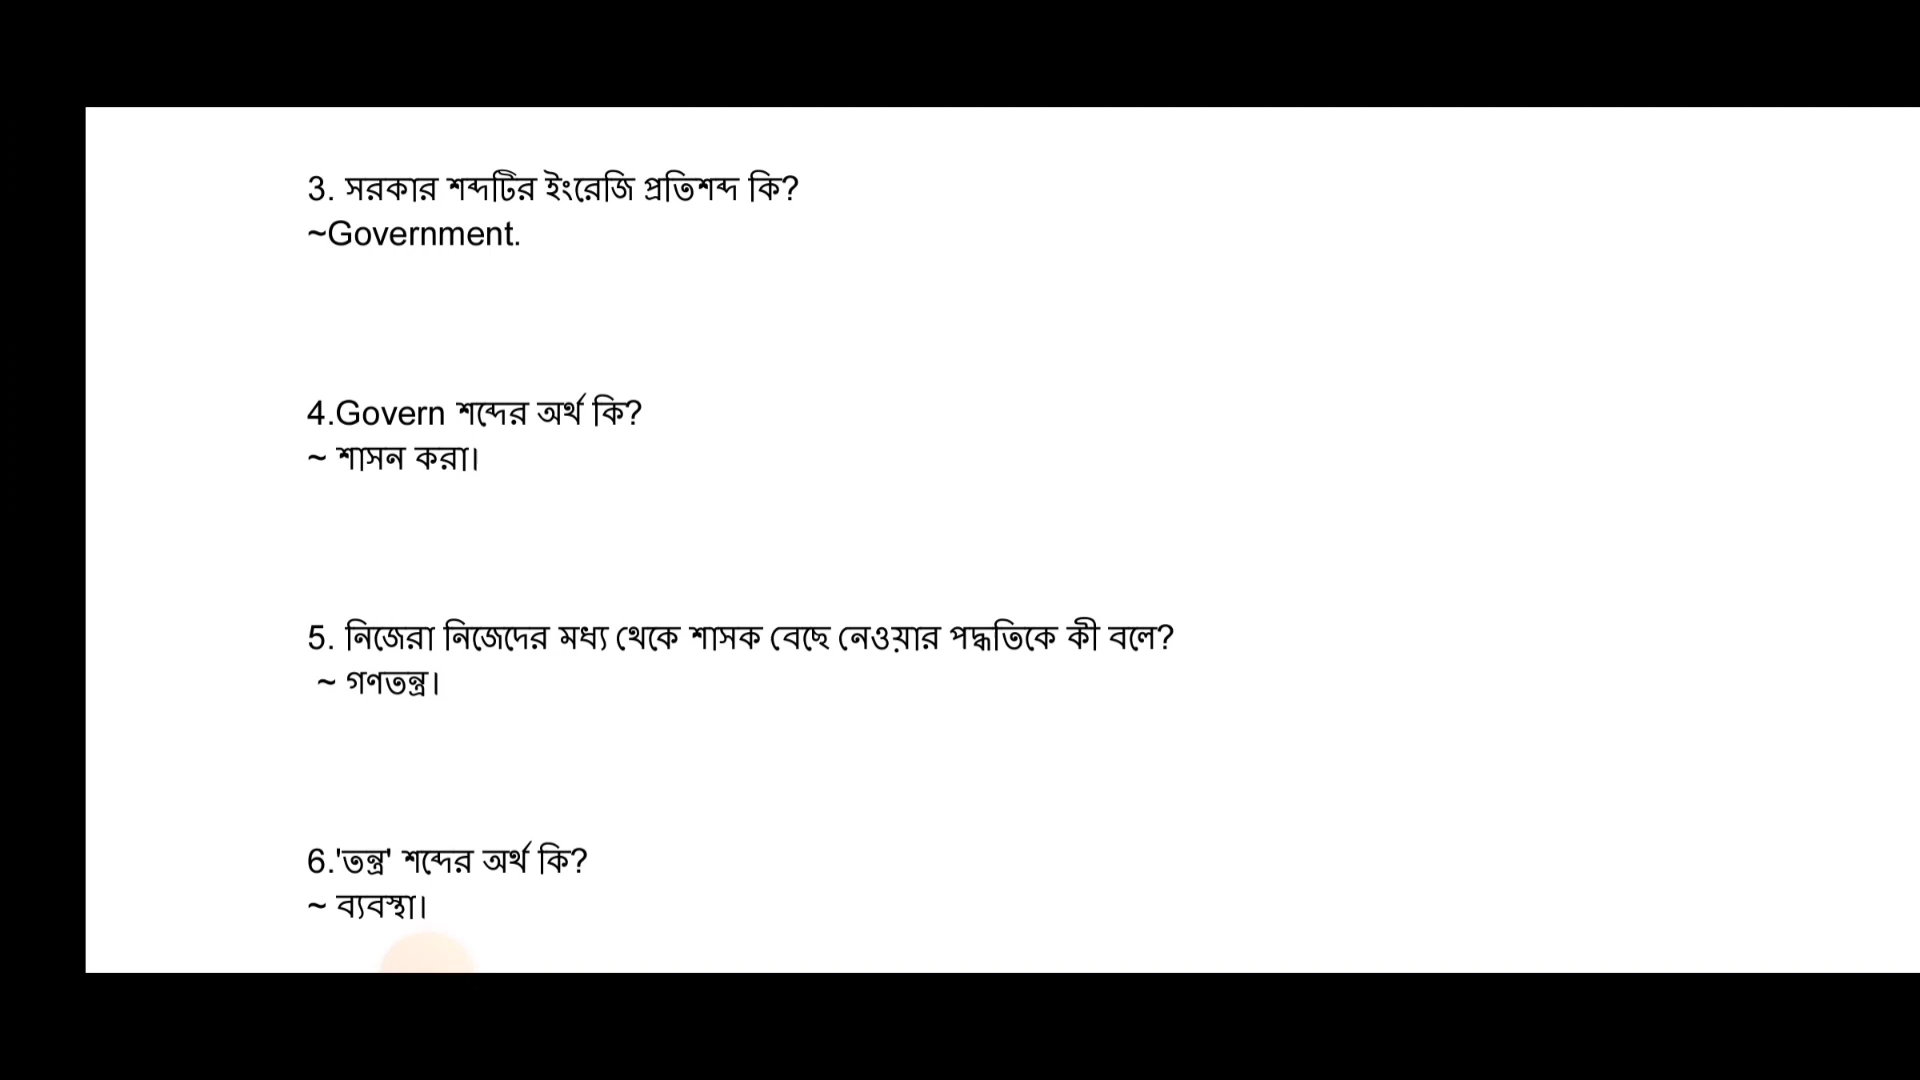 3. সরকার শব্দটির ইংরেজি প্রতিশব্দ কি?
~Government.
4.Govern শব্দের অর্থ কি?
~ শাসন করা।
5. নিজেরা নিজেদের মধ্য থেকে শাসক বেছে নেওয়ার পদ্ধতিকে কী বলে?
~ গণতন্ত্র।
6.'তন্ত্র' শব্দের অর্থ কি?
~ ব্যবস্থা।